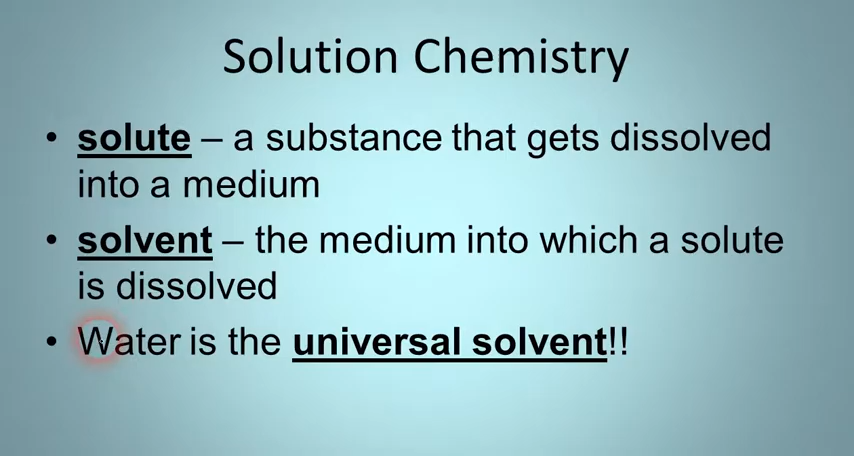 Solution Chemistry
• solute – a substance that gets dissolved
into a medium
• solvent – the medium into which a solute
is dissolved
• Water is the universal solvent!!